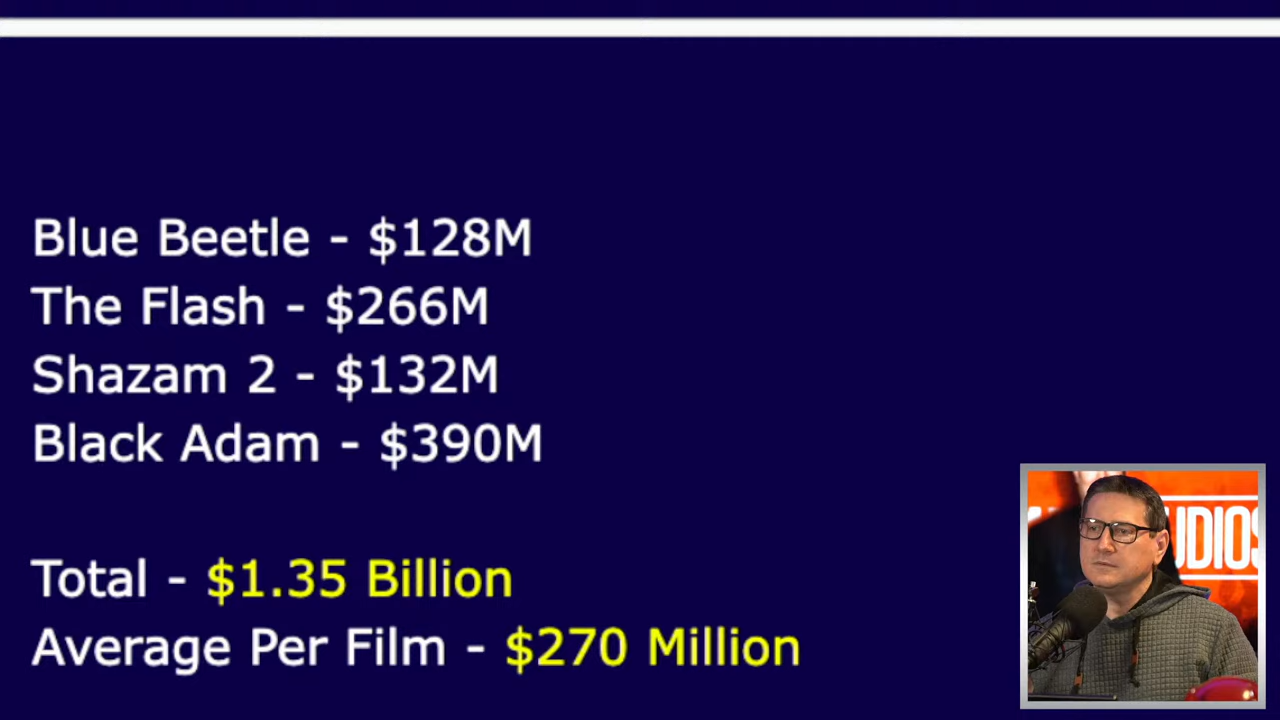 Blue Beetle - $128M
The Flash - $266M
Shazam 2 - $132M
Black Adam - $390M
Total - $1.35 Billion
Average Per Film - $270 Million
UDIOS